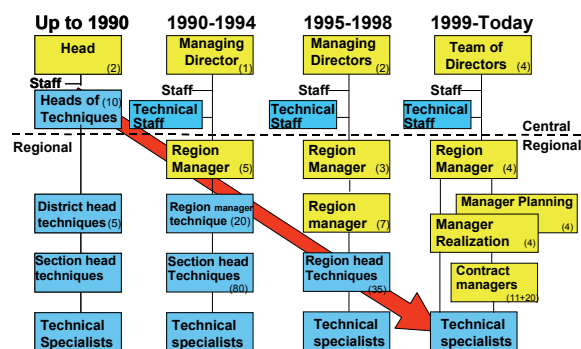 Up to 1990
Head
(2)
Staff
Heads of (10)
Techniques
Regional
District head
techniques (5)
Section head
techniques
Technical
Specialists
1990-1994
Managing
Director
(1)
Staff
Technical
Staff
Region
Manager
(5)
Region manager
technique (20)
Section head
Techniques
(80)
Technical
specialists
1995-1998
Managing
Directors
(2)
Staff
Technical
Staff
Region
Manager
(3)
Region
manager
(7)
Region head
Techniques
(35)
Technical
specialists
1999-Today
Team of
Directors
(4)
Staff
Technical
Staff
Central
Regional
Region
Manager
(4)
Manager Planning
(4)
Manager
Realization
(4)
Contract
managers
(11+20)
Technical
specialists